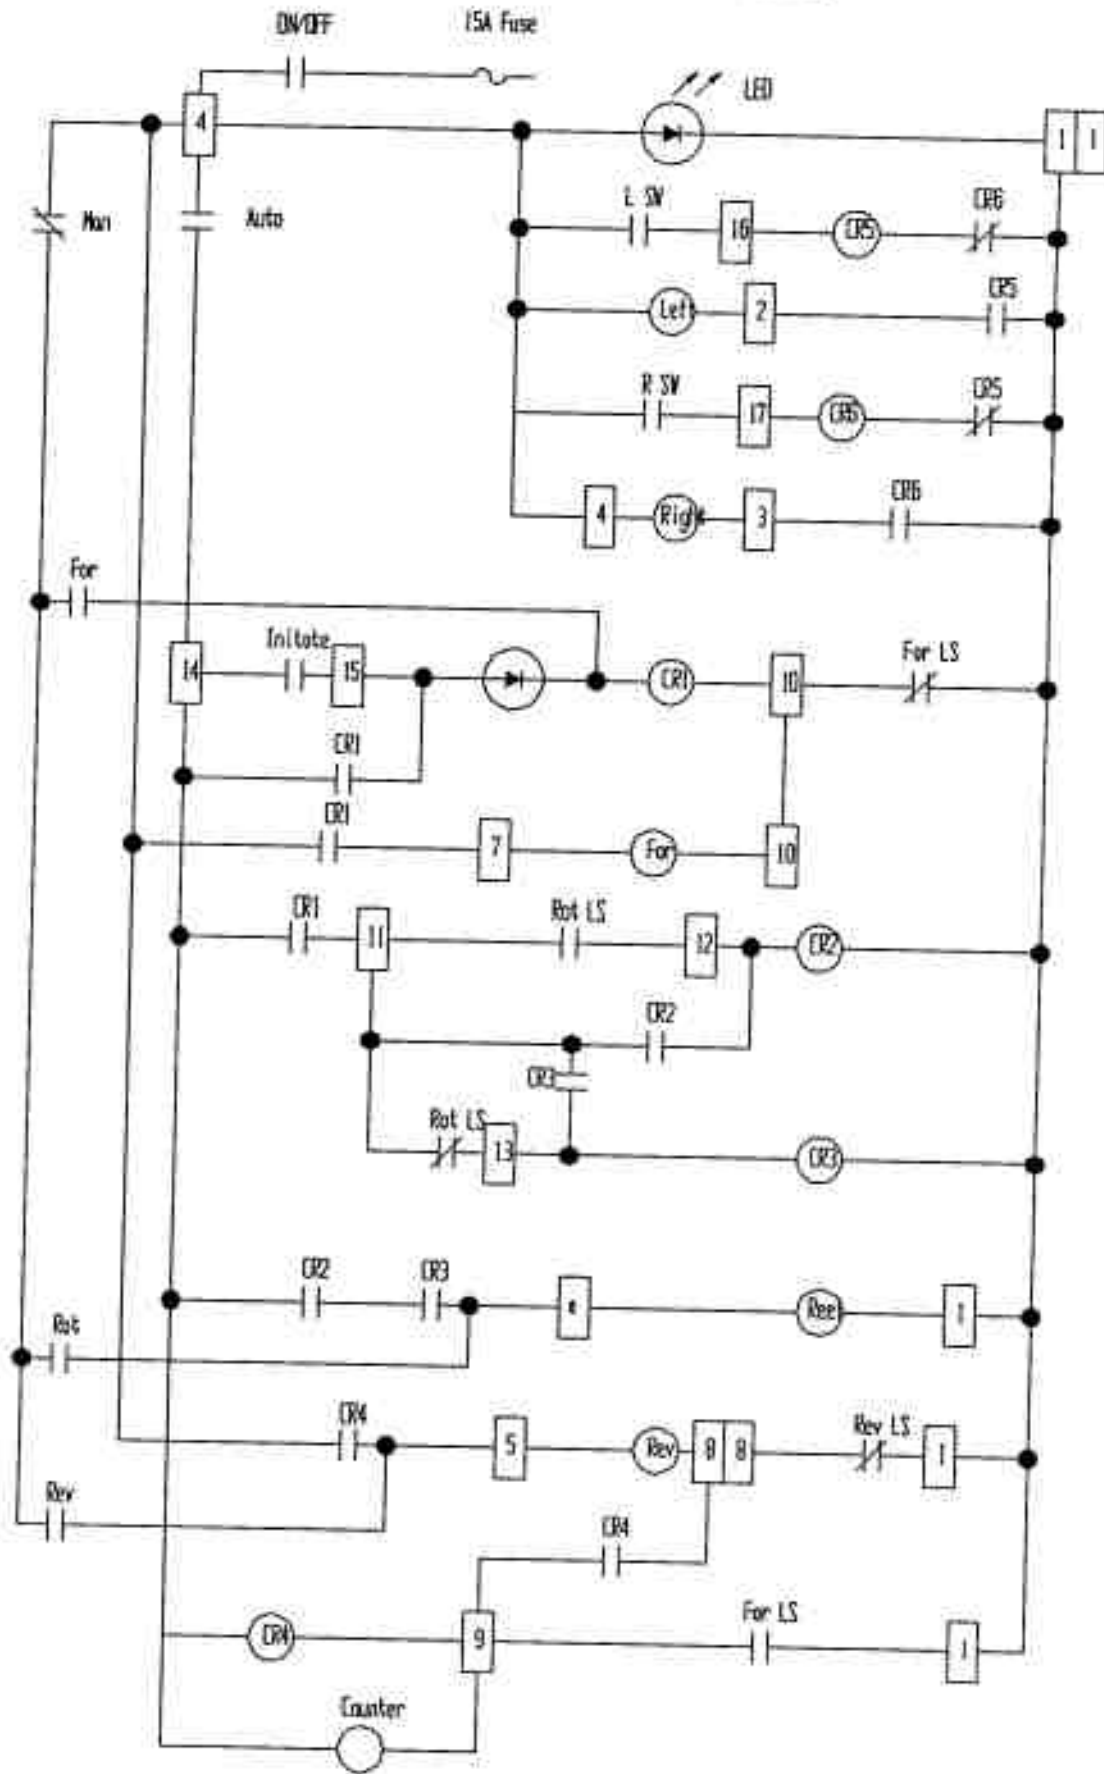 ON/OFF 15A Fuse
LED
4 1 1
Man Auto
L SW 16 CR5 CR6
Left 2 CR5
R SW 17 CR6 CR5
4 Right 3 CR6
For
14 Initate 15 CR1 10 For LS
CR1
CR1 7 For 10
CR1 11 Rot LS 12 CR2
CR2
CR3
Rot LS 13 CR3
CR2 CR3 Ree 1
Rot
CR4 5 Rev 8 8 Rev LS 1
Rev
CR4
CR4 9 For LS 1
Counter